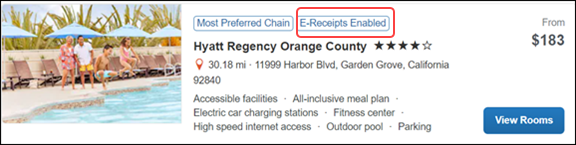 Most Preferred Chain E-Receipts Enabled
From
Hyatt Regency Orange County ★★★★☆
$183
30.18 mi · 11999 Harbor Blvd, Garden Grove, California
92840
Accessible facilities · All-inclusive meal plan ·
Electric car charging stations · Fitness center ·
High speed internet access · Outdoor pool · Parking
View Rooms